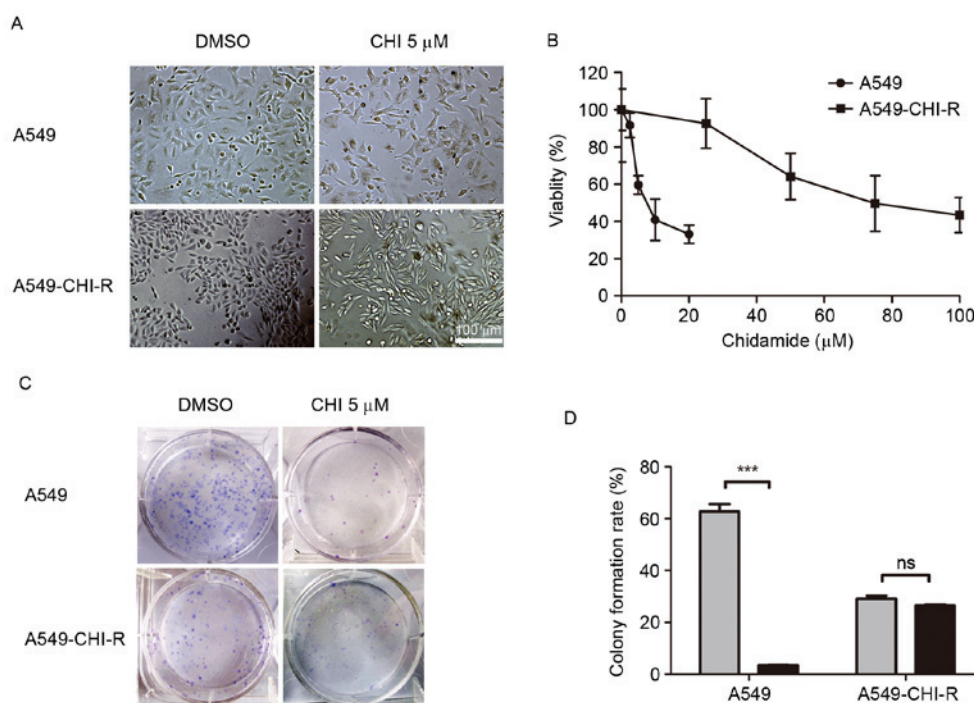 A
DMSO
CHI 5 μM
A549
A549-CHI-R
100 μm
B
120
100
80
60
40
20
0
Viablity (%)
A549
A549-CHI-R
0
20
40
60
80
100
Chidamide (μM)
C
DMSO
CHI 5 μM
A549
A549-CHI-R
D
80
60
40
20
0
Colony formation rate (%)
***
ns
A549
A549-CHI-R